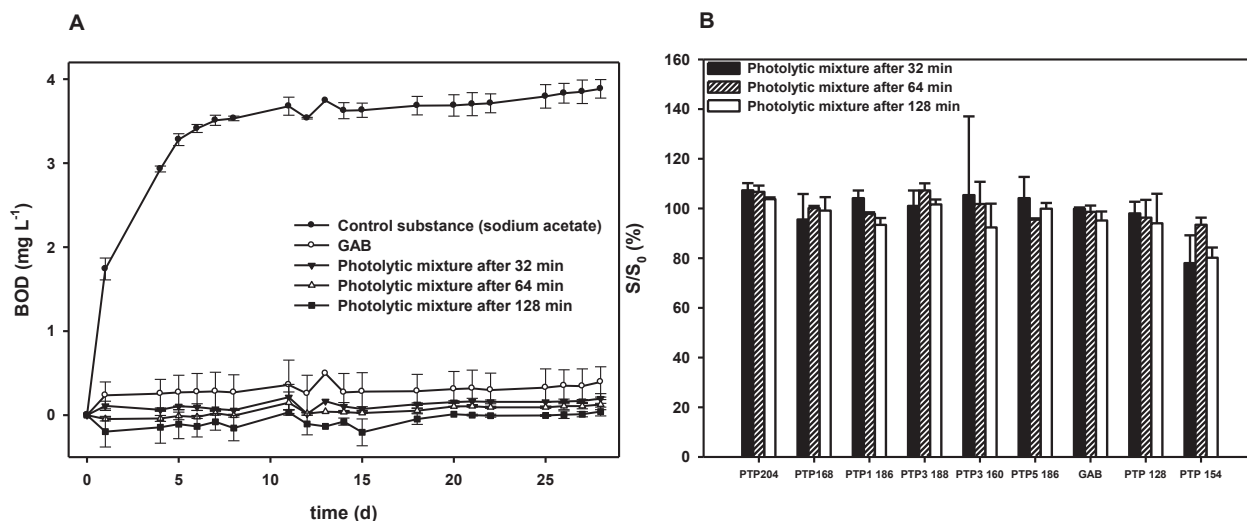 A
BOD (mg L⁻¹)
4
3
2
1
0
Control substance (sodium acetate)
GAB
Photolytic mixture after 32 min
Photolytic mixture after 64 min
Photolytic mixture after 128 min
0 5 10 15 20 25
time (d)
B
S/S₀ (%)
160
140
120
100
80
60
40
20
0
Photolytic mixture after 32 min
Photolytic mixture after 64 min
Photolytic mixture after 128 min
PTP204 PTP168 PTP1 186 PTP3 188 PTP3 160 PTP5 186 GAB PTP 128 PTP 154